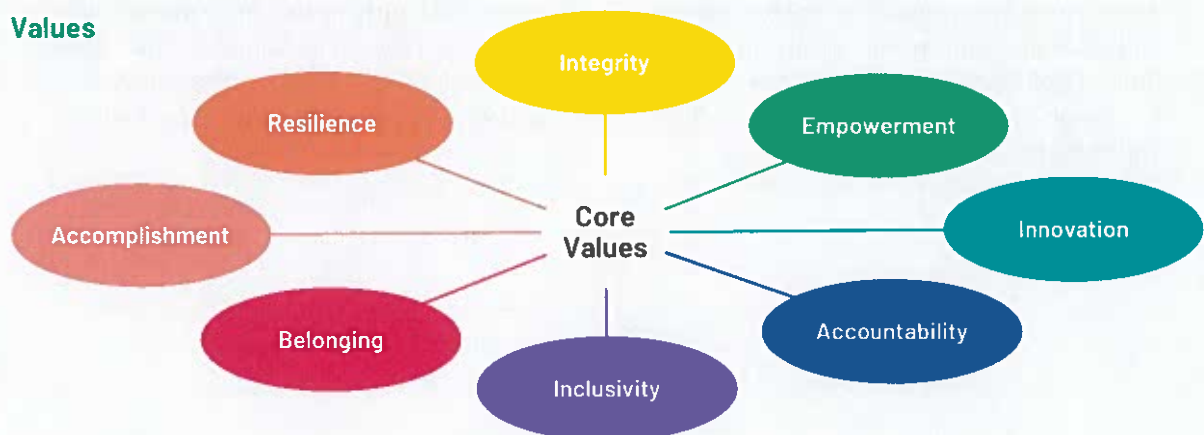 Values
Integrity
Resilience
Empowerment
Accomplishment
Core
Values
Innovation
Belonging
Accountability
Inclusivity